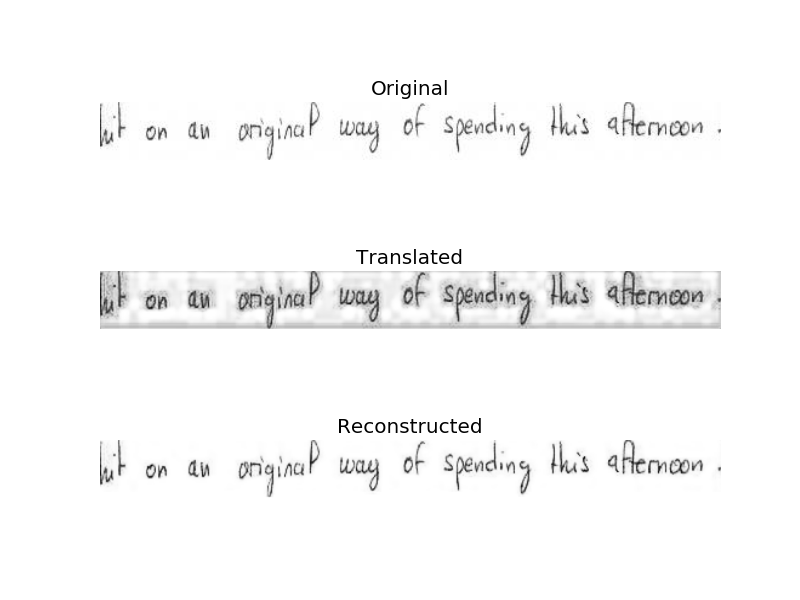 Original
hit on an original way of spending this afternoon .
Translated
hit on an original way of spending this afternoon .
Reconstructed
hit on an original way of spending this afternoon .